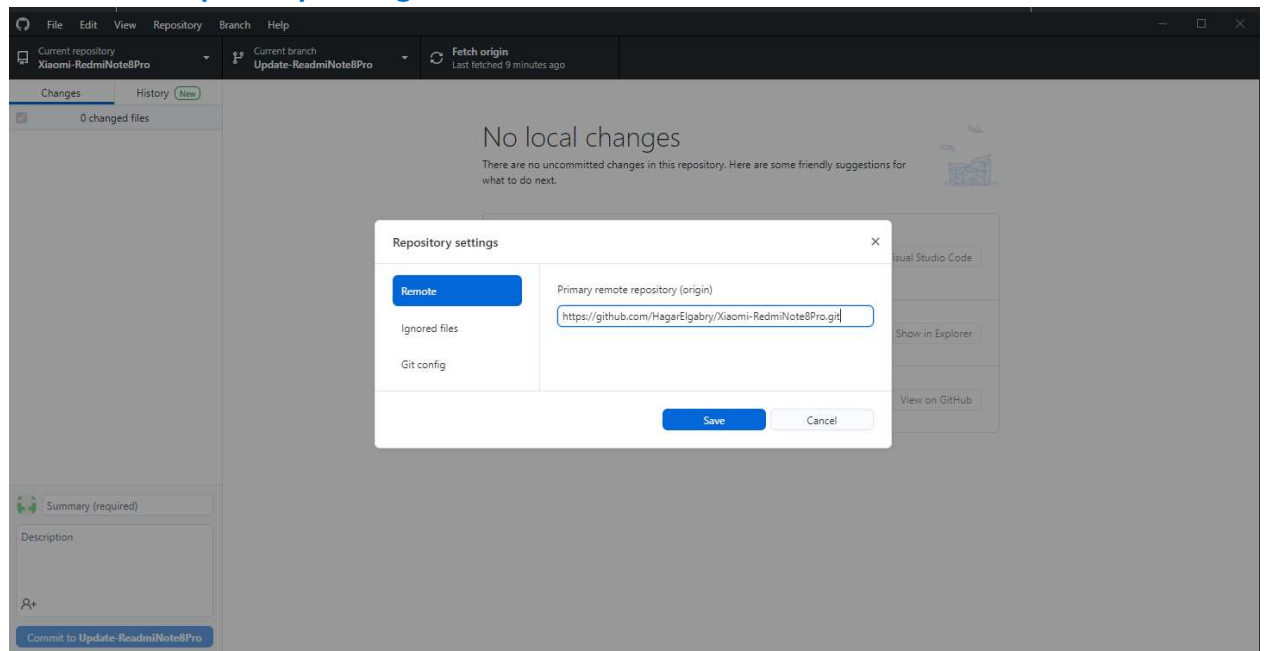 File Edit View Repository Branch Help
Current repository
Xiaomi-RedmiNote8Pro
Current branch
Update-ReadmiNote8Pro
Fetch origin
Last fetched 9 minutes ago
Changes History New
0 changed files
No local changes
There are no uncommitted changes in this repository. Here are some friendly suggestions for
what to do next.
Repository settings
isual Studio Code
Remote
Primary remote repository (origin)
https://github.com/HagarElgabry/Xiaomi-RedmiNote8Pro.git
Ignored files
Show in Explorer
Git config
View on GitHub
Save Cancel
Summary (required)
Description
Commit to Update-ReadmiNote8Pro